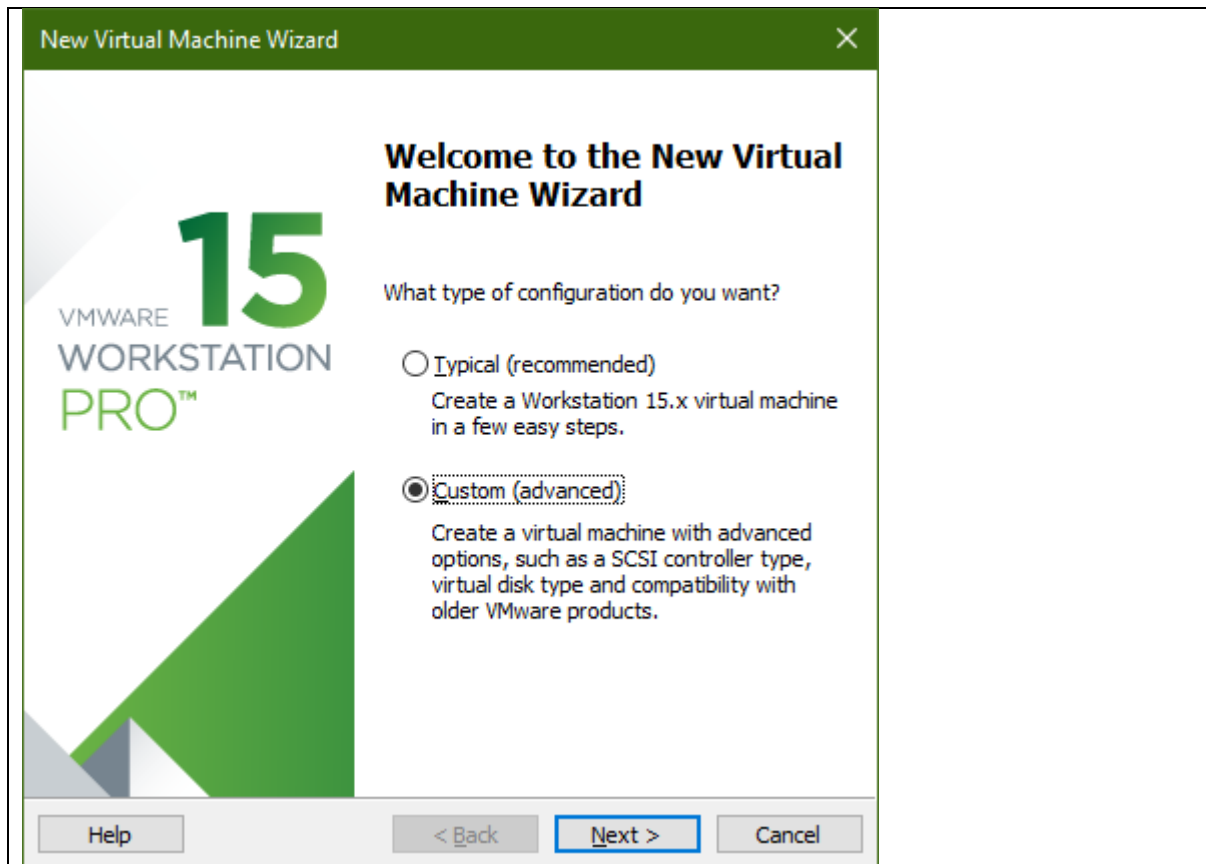 New Virtual Machine Wizard
Welcome to the New Virtual
Machine Wizard
15
VMWARE
WORKSTATION
PRO™
What type of configuration do you want?
Typical (recommended)
Create a Workstation 15.x virtual machine
in a few easy steps.
Custom (advanced)
Create a virtual machine with advanced
options, such as a SCSI controller type,
virtual disk type and compatibility with
older VMware products.
Help
< Back
Next >
Cancel